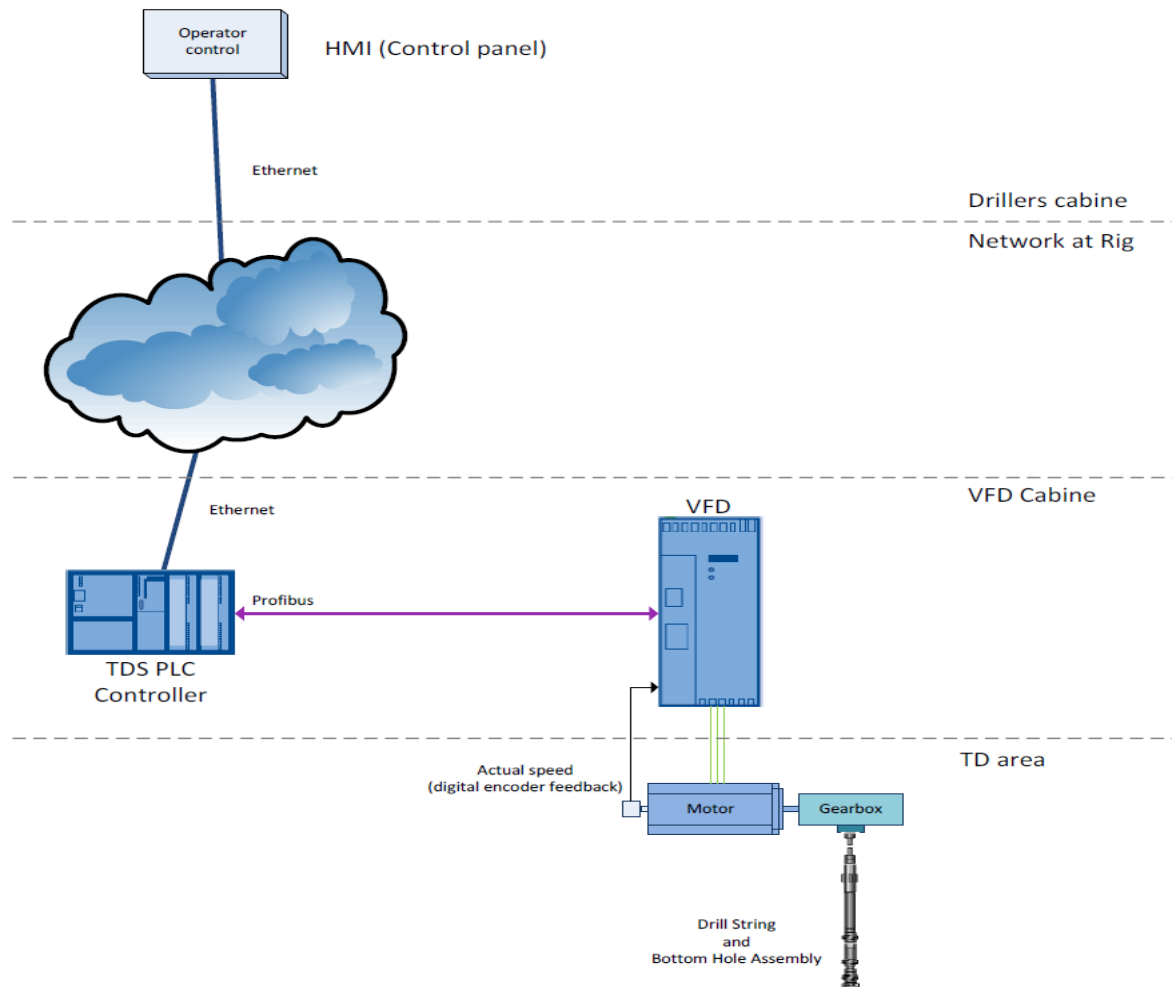 Operator
control
HMI (Control panel)
Ethernet
Drillers cabine
Network at Rig
VFD Cabine
Ethernet
VFD
Profibus
TDS PLC
Controller
TD area
Actual speed
(digital encoder feedback)
Motor
Gearbox
Drill String
and
Bottom Hole Assembly